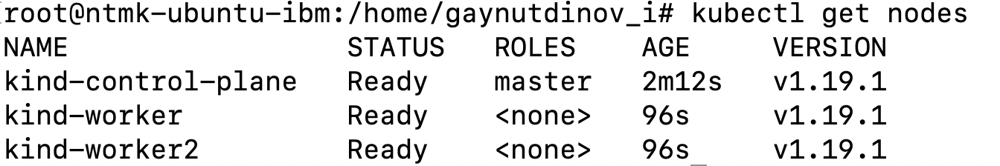 root@ntmk-ubuntu-ibm:/home/gaynutdinov_i# kubectl get nodes
NAME                 STATUS   ROLES    AGE     VERSION
kind-control-plane   Ready    master   2m12s   v1.19.1
kind-worker          Ready    <none>   96s     v1.19.1
kind-worker2         Ready    <none>   96s     v1.19.1